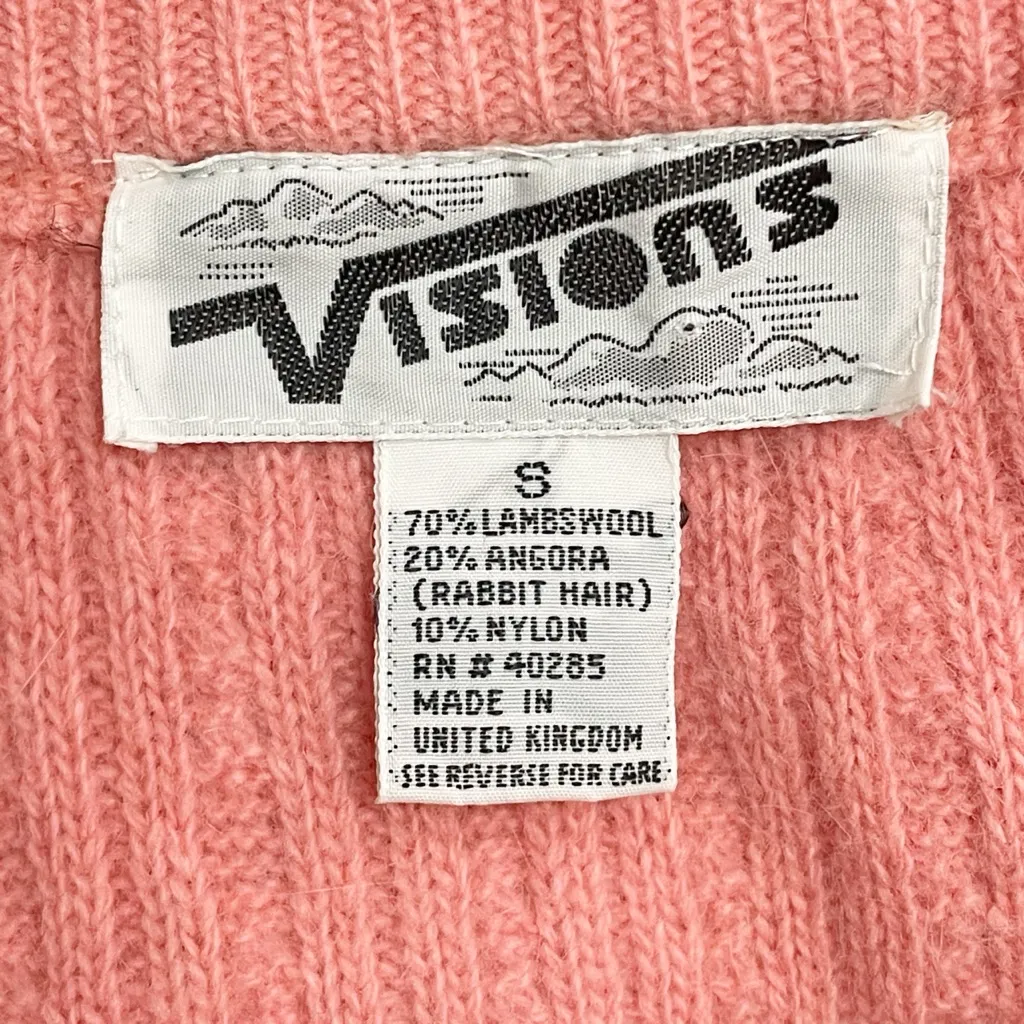 VISIONS
S
70% LAMBSWOOL
20% ANGORA
(RABBIT HAIR)
10% NYLON
RN # 40285
MADE IN
UNITED KINGDOM
SEE REVERSE FOR CARE